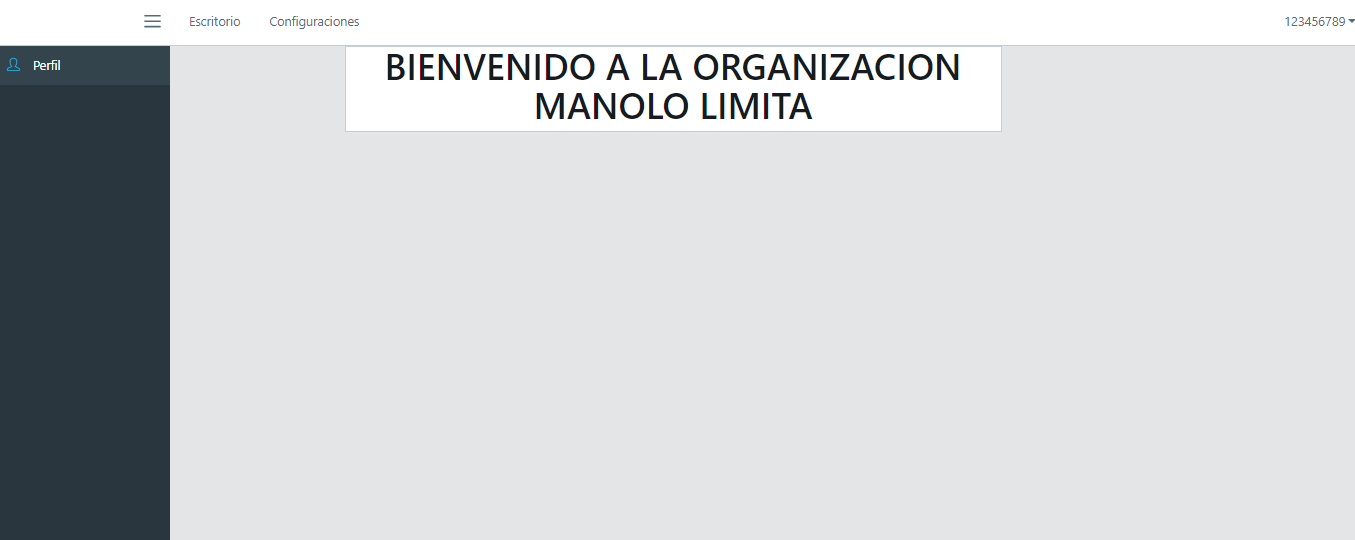 Escritorio Configuraciones 123456789
Perfil
BIENVENIDO A LA ORGANIZACION
MANOLO LIMITA